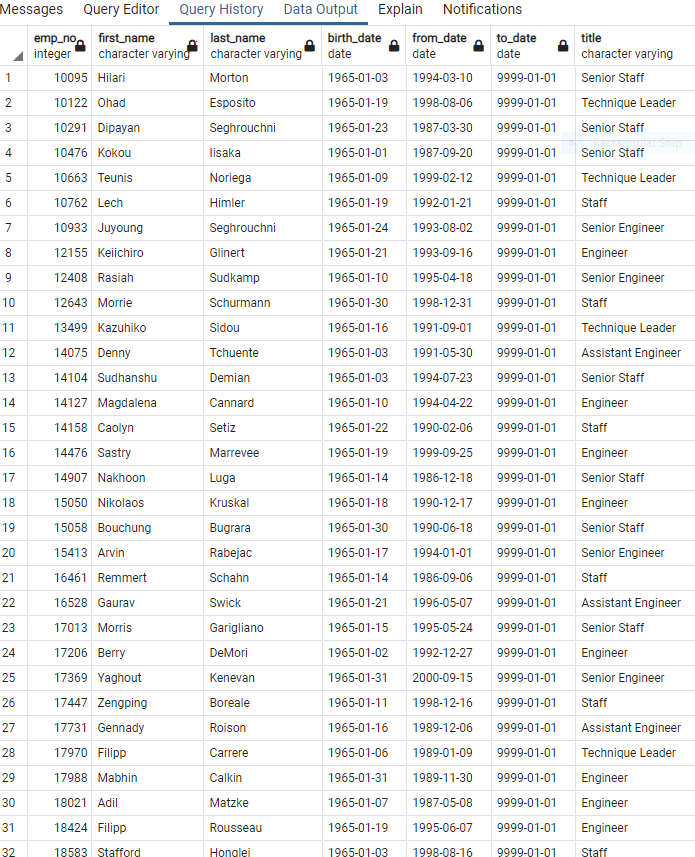 Messages Query Editor Query History Data Output Explain Notifications
emp_no first_name last_name birth_date from_date to_date title
integer character varying character varying date date date character varying
1 10095 Hilari Morton 1965-01-03 1994-03-10 9999-01-01 Senior Staff
2 10122 Ohad Esposito 1965-01-19 1998-08-06 9999-01-01 Technique Leader
3 10291 Dipayan Seghrouchni 1965-01-23 1987-03-30 9999-01-01 Senior Staff
Rectangular Snip
4 10476 Kokou Iisaka 1965-01-01 1987-09-20 9999-01-01 Senior Staff
5 10663 Teunis Noriega 1965-01-09 1999-02-12 9999-01-01 Technique Leader
6 10762 Lech Himler 1965-01-19 1992-01-21 9999-01-01 Staff
7 10933 Juyoung Seghrouchni 1965-01-24 1993-08-02 9999-01-01 Senior Engineer
8 12155 Keiichiro Glinert 1965-01-21 1993-09-16 9999-01-01 Engineer
9 12408 Rasiah Sudkamp 1965-01-10 1995-04-18 9999-01-01 Senior Engineer
10 12643 Morrie Schurmann 1965-01-30 1998-12-31 9999-01-01 Staff
11 13499 Kazuhiko Sidou 1965-01-16 1991-09-01 9999-01-01 Technique Leader
12 14075 Denny Tchuente 1965-01-03 1991-05-30 9999-01-01 Assistant Engineer
13 14104 Sudhanshu Demian 1965-01-03 1994-07-23 9999-01-01 Senior Staff
14 14127 Magdalena Cannard 1965-01-10 1994-04-22 9999-01-01 Engineer
15 14158 Caolyn Setiz 1965-01-22 1990-02-06 9999-01-01 Staff
16 14476 Sastry Marrevee 1965-01-19 1999-09-25 9999-01-01 Engineer
17 14907 Nakhoon Luga 1965-01-14 1986-12-18 9999-01-01 Senior Staff
18 15050 Nikolaos Kruskal 1965-01-18 1990-12-17 9999-01-01 Engineer
19 15058 Bouchung Bugrara 1965-01-30 1990-06-18 9999-01-01 Senior Staff
20 15413 Arvin Rabejac 1965-01-17 1994-01-01 9999-01-01 Senior Engineer
21 16461 Remmert Schahn 1965-01-14 1986-09-06 9999-01-01 Staff
22 16528 Gaurav Swick 1965-01-21 1996-05-07 9999-01-01 Assistant Engineer
23 17013 Morris Garigliano 1965-01-15 1995-05-24 9999-01-01 Senior Staff
24 17206 Berry DeMori 1965-01-02 1992-12-27 9999-01-01 Engineer
25 17369 Yaghout Kenevan 1965-01-31 2000-09-15 9999-01-01 Senior Engineer
26 17447 Zengping Boreale 1965-01-11 1998-12-16 9999-01-01 Staff
27 17731 Gennady Roison 1965-01-16 1989-12-06 9999-01-01 Assistant Engineer
28 17970 Filipp Carrere 1965-01-06 1989-01-09 9999-01-01 Technique Leader
29 17988 Mabhin Calkin 1965-01-31 1989-11-30 9999-01-01 Engineer
30 18021 Adil Matzke 1965-01-07 1987-05-08 9999-01-01 Engineer
31 18424 Filipp Rousseau 1965-01-19 1995-06-07 9999-01-01 Engineer
32 18583 Stafford Honglei 1965-01-03 1998-08-16 9999-01-01 Staff